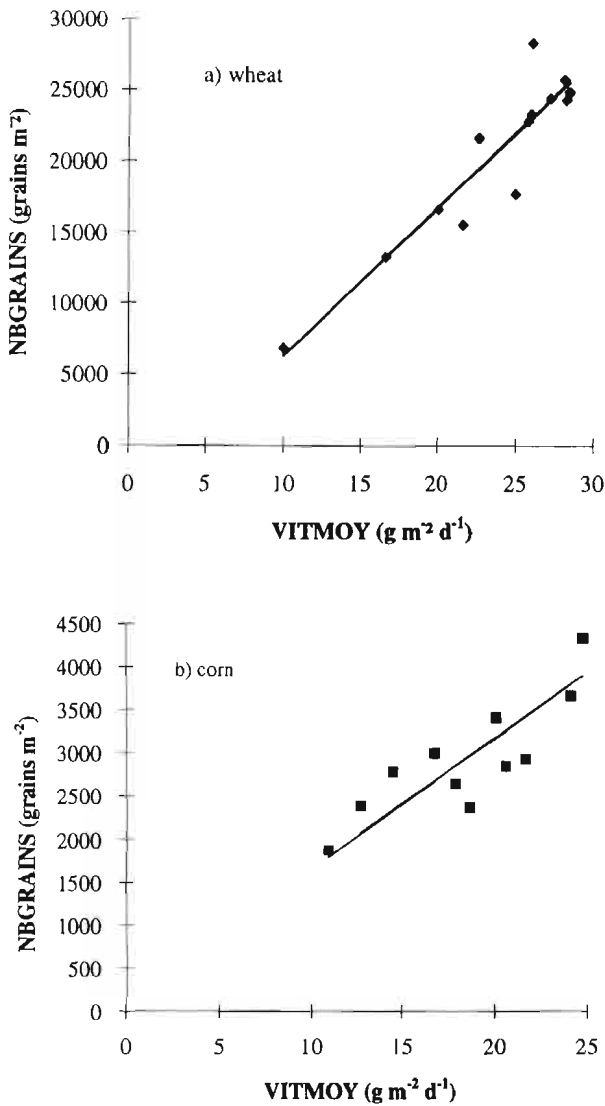 30000
a) wheat
25000
20000
15000
10000
5000
0
NBGRAINS (grains m⁻²)
0 5 10 15 20 25 30
VITMOY (g m⁻² d⁻¹)
4500
b) corn
4000
3500
3000
2500
2000
1500
1000
500
0
NBGRAINS (grains m⁻²)
0 5 10 15 20 25
VITMOY (g m⁻² d⁻¹)